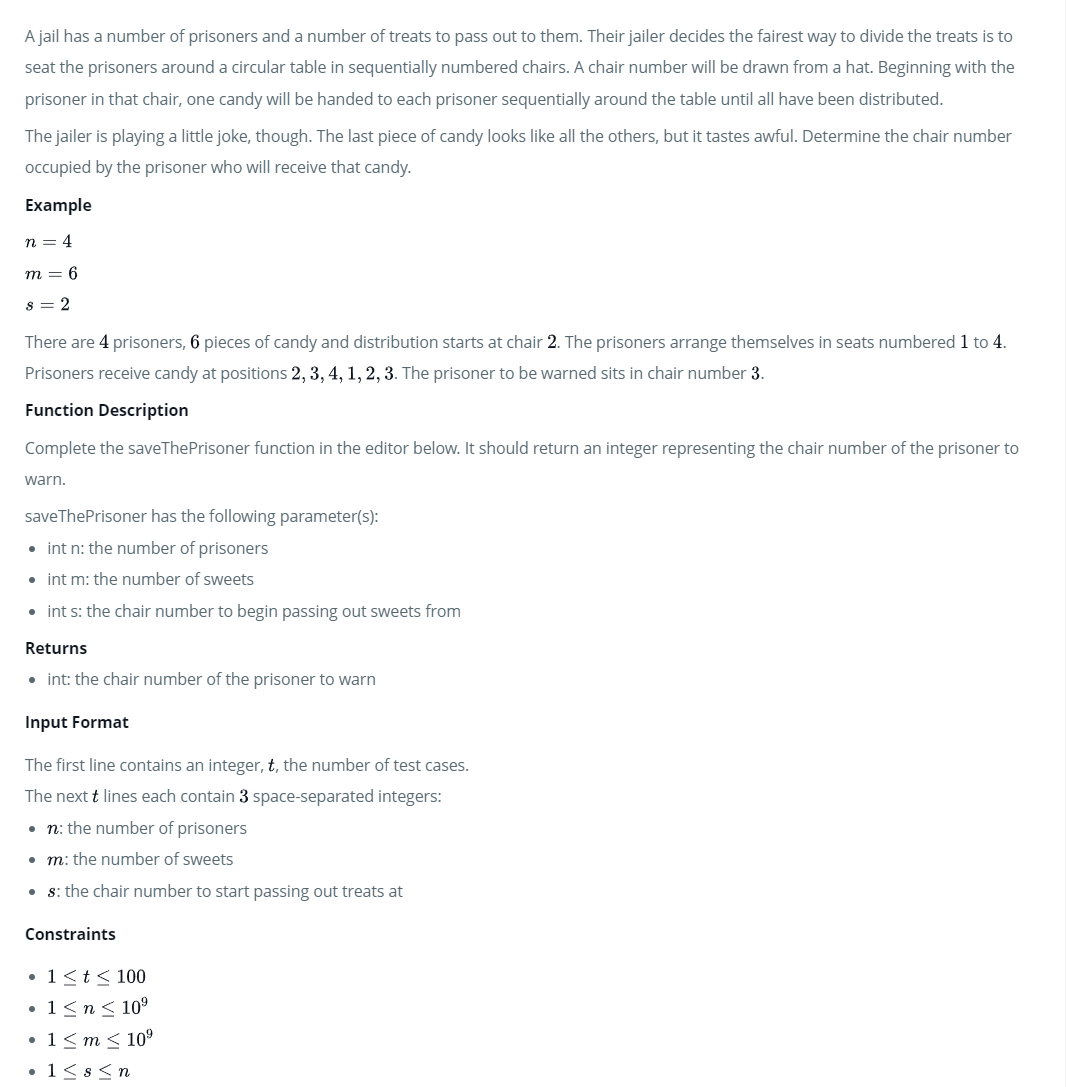 A jail has a number of prisoners and a number of treats to pass out to them. Their jailer decides the fairest way to divide the treats is to
seat the prisoners around a circular table in sequentially numbered chairs. A chair number will be drawn from a hat. Beginning with the
prisoner in that chair, one candy will be handed to each prisoner sequentially around the table until all have been distributed.
The jailer is playing a little joke, though. The last piece of candy looks like all the others, but it tastes awful. Determine the chair number
occupied by the prisoner who will receive that candy.
Example
n = 4
m = 6
s = 2
There are 4 prisoners, 6 pieces of candy and distribution starts at chair 2. The prisoners arrange themselves in seats numbered 1 to 4.
Prisoners receive candy at positions 2, 3, 4, 1, 2, 3. The prisoner to be warned sits in chair number 3.
Function Description
Complete the saveThePrisoner function in the editor below. It should return an integer representing the chair number of the prisoner to
warn.
saveThePrisoner has the following parameter(s):
• int n: the number of prisoners
• int m: the number of sweets
• int s: the chair number to begin passing out sweets from
Returns
• int: the chair number of the prisoner to warn
Input Format
The first line contains an integer, t, the number of test cases.
The next t lines each contain 3 space-separated integers:
• n: the number of prisoners
• m: the number of sweets
• s: the chair number to start passing out treats at
Constraints
• 1 ≤ t ≤ 100
• 1 ≤ n ≤ 10⁹
• 1 ≤ m ≤ 10⁹
• 1 ≤ s ≤ n